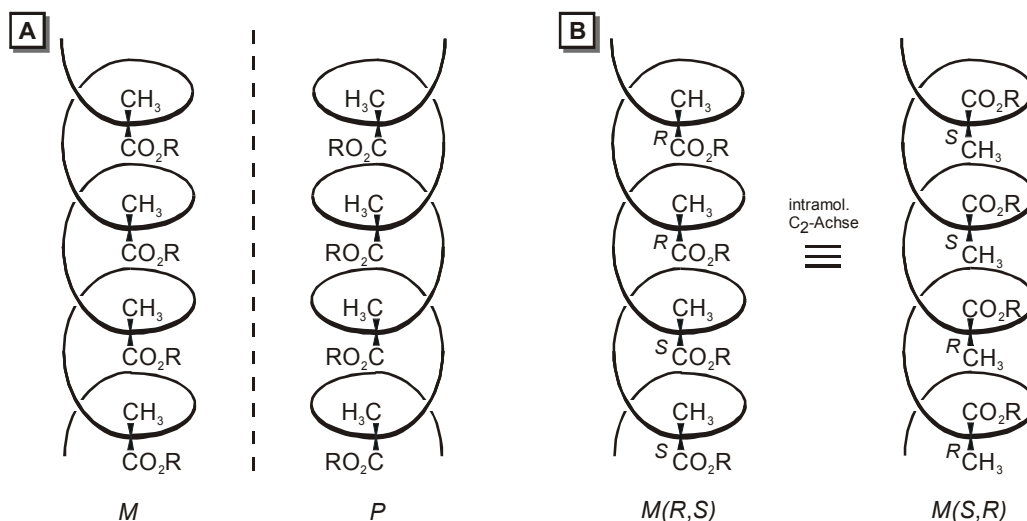 A
CH3
CO2R
CH3
CO2R
CH3
CO2R
CH3
CO2R
M
H3C
RO2C
H3C
RO2C
H3C
RO2C
H3C
RO2C
P
B
CH3
R CO2R
CH3
R CO2R
CH3
S CO2R
CH3
S CO2R
M(R,S)
intramol.
C2-Achse
CO2R
S CH3
CO2R
S CH3
CO2R
R CH3
CO2R
R CH3
M(S,R)